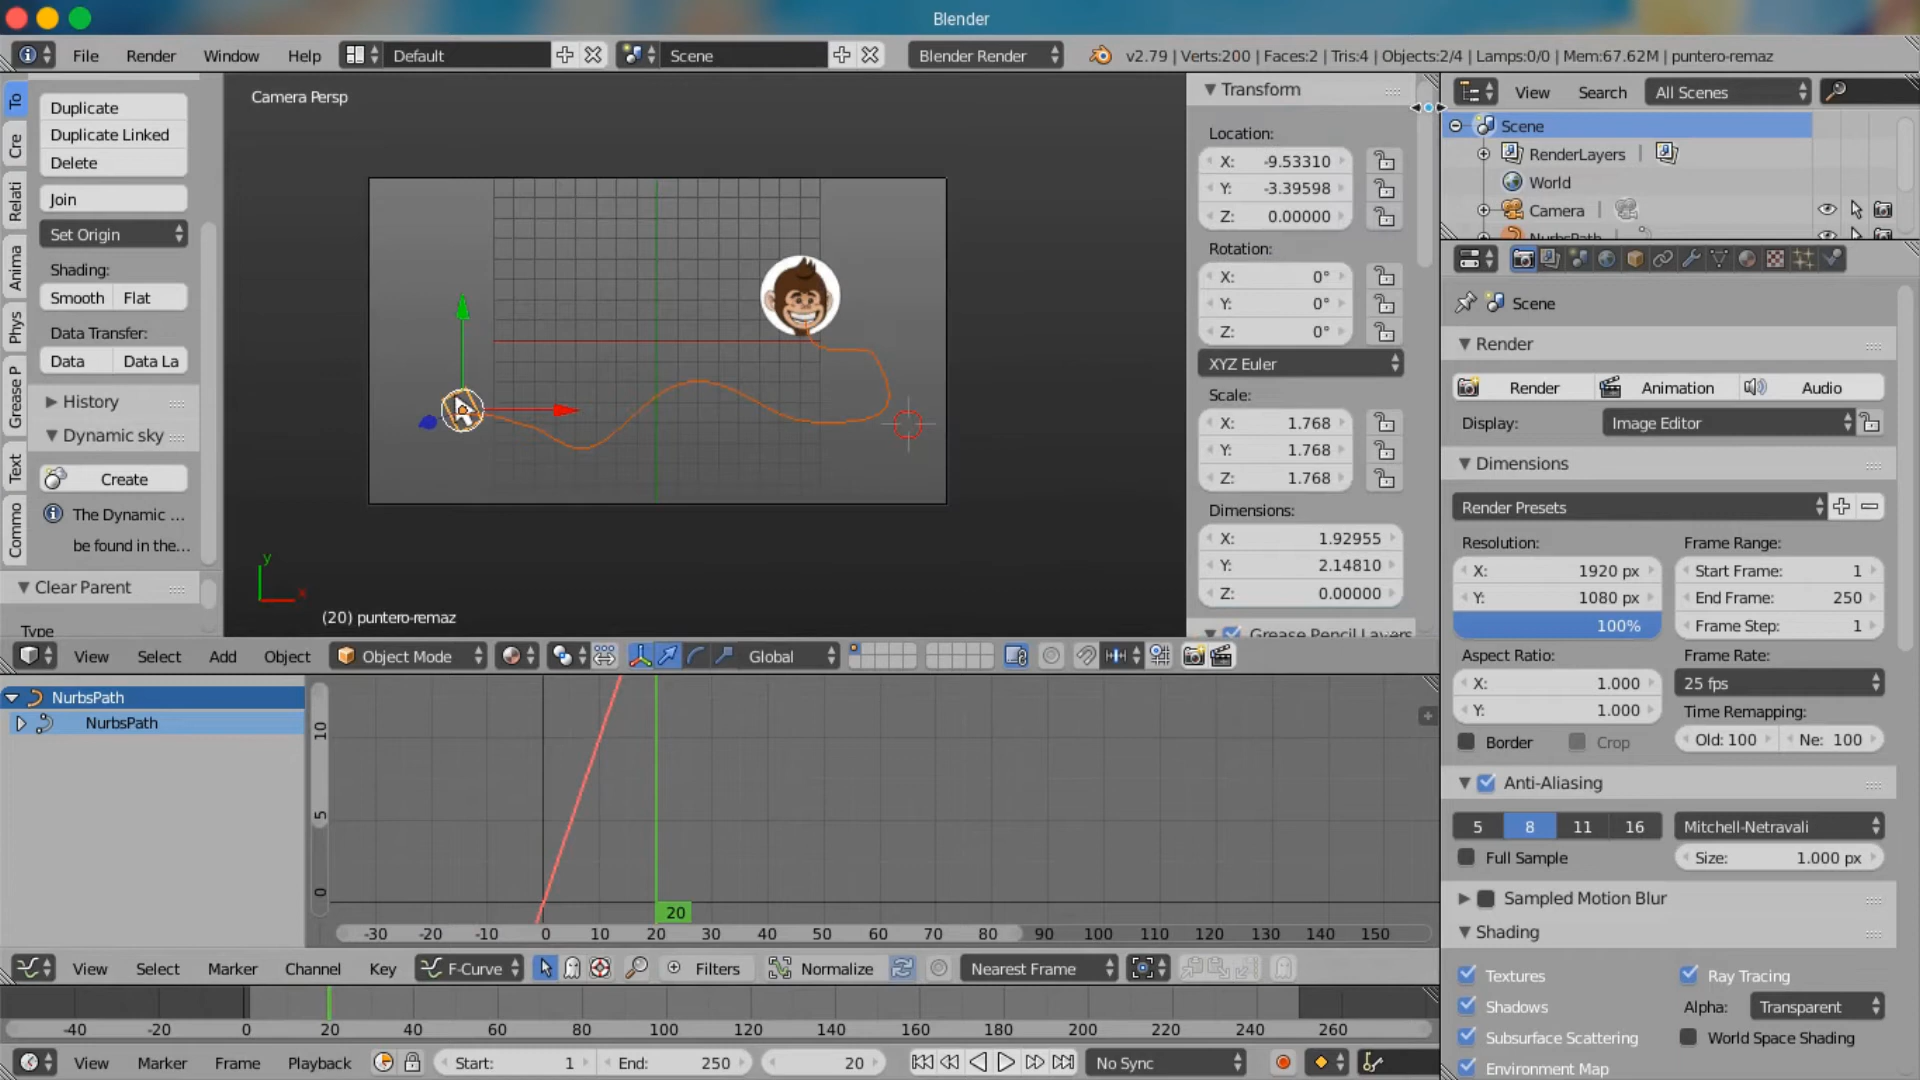 Blender
File Render Window Help Default Scene Blender Render v2.79 | Verts:200 | Faces:2 | Tris:4 | Objects:2/4 | Lamps:0/0 | Mem:67.62M | puntero-remaz
To
Cre
Relati
Anima
Phys
Grease P
Text
Commo
Duplicate
Duplicate Linked
Delete
Join
Set Origin
Shading:
Smooth Flat
Data Transfer:
Data Data La
History
Dynamic sky
Create
The Dynamic ...
be found in the...
Clear Parent
Type
Camera Persp
y
x
(20) puntero-remaz
Transform
Location:
X: -9.53310
Y: -3.39598
Z: 0.00000
Rotation:
X: 0°
Y: 0°
Z: 0°
XYZ Euler
Scale:
X: 1.768
Y: 1.768
Z: 1.768
Dimensions:
X: 1.92955
Y: 2.14810
Z: 0.00000
Grease Pencil Layers
View Select Add Object Object Mode Global
NurbsPath
NurbsPath
10
5
0
20
-30 -20 -10 0 10 20 30 40 50 60 70 80 90 100 110 120 130 140 150
View Select Marker Channel Key F-Curve Filters Normalize Nearest Frame
-40 -20 0 20 40 60 80 100 120 140 160 180 200 220 240 260
View Marker Frame Playback Start: 1 End: 250 20 No Sync
View Search All Scenes
Scene
RenderLayers |
World
Camera |
NurbsPath
Scene
Render
Render Animation Audio
Display: Image Editor
Dimensions
Render Presets
Resolution: Frame Range:
X: 1920 px Start Frame: 1
Y: 1080 px End Frame: 250
100% Frame Step: 1
Aspect Ratio: Frame Rate:
X: 1.000 25 fps
Y: 1.000 Time Remapping:
Border Crop Old: 100 Ne: 100
Anti-Aliasing
5 8 11 16 Mitchell-Netravali
Full Sample Size: 1.000 px
Sampled Motion Blur
Shading
Textures Ray Tracing
Shadows Alpha: Transparent
Subsurface Scattering World Space Shading
Environment Map